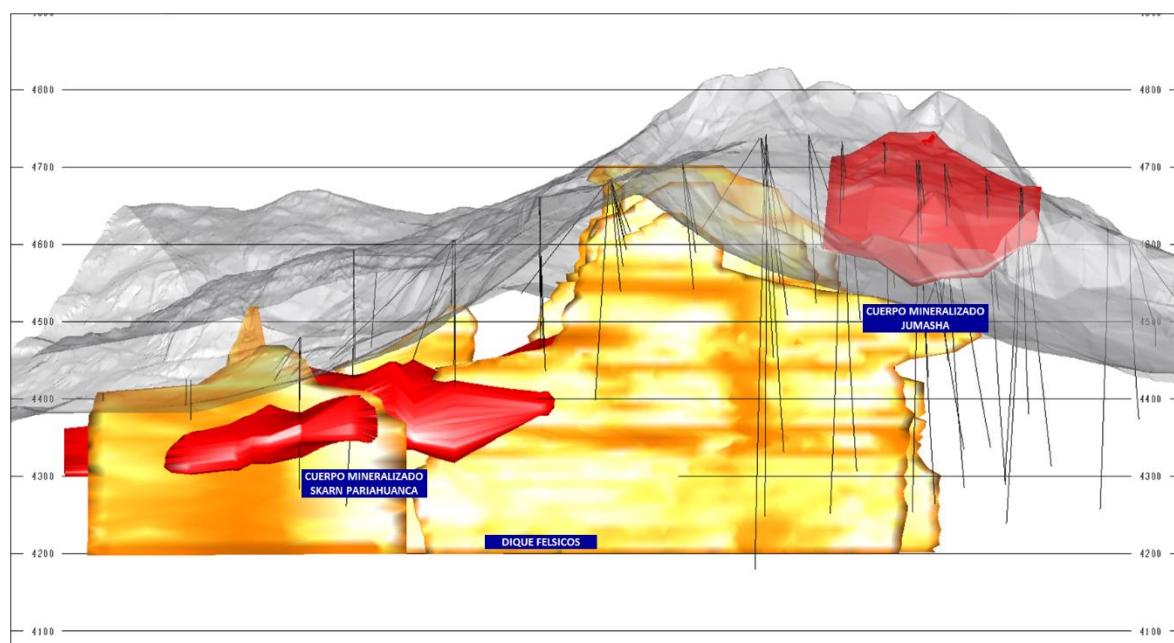 4800 4800
4700 4700
4600 4600
4500 4500
CUERPO MINERALIZADO
JUMASHA
4400 4400
4300 4300
CUERPO MINERALIZADO
SKARN PARIAHUANCA
DIQUE FELSICOS
4200 4200
4100 4100